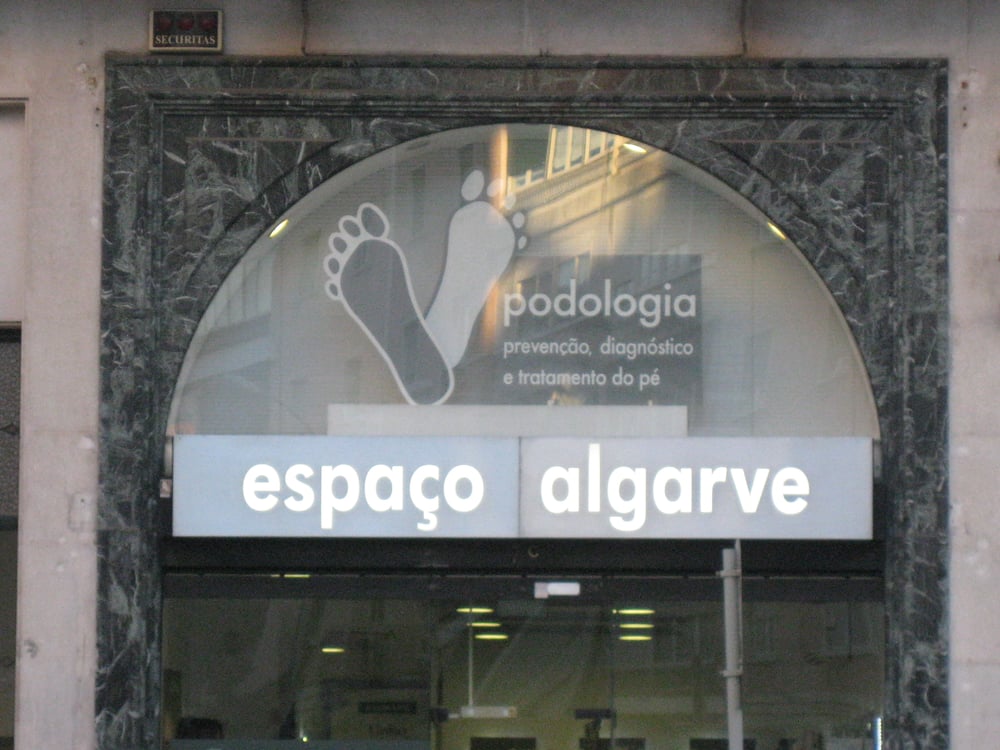 SECURITAS
podologia
prevenção, diagnóstico
e tratamento do pé
espaço algarve